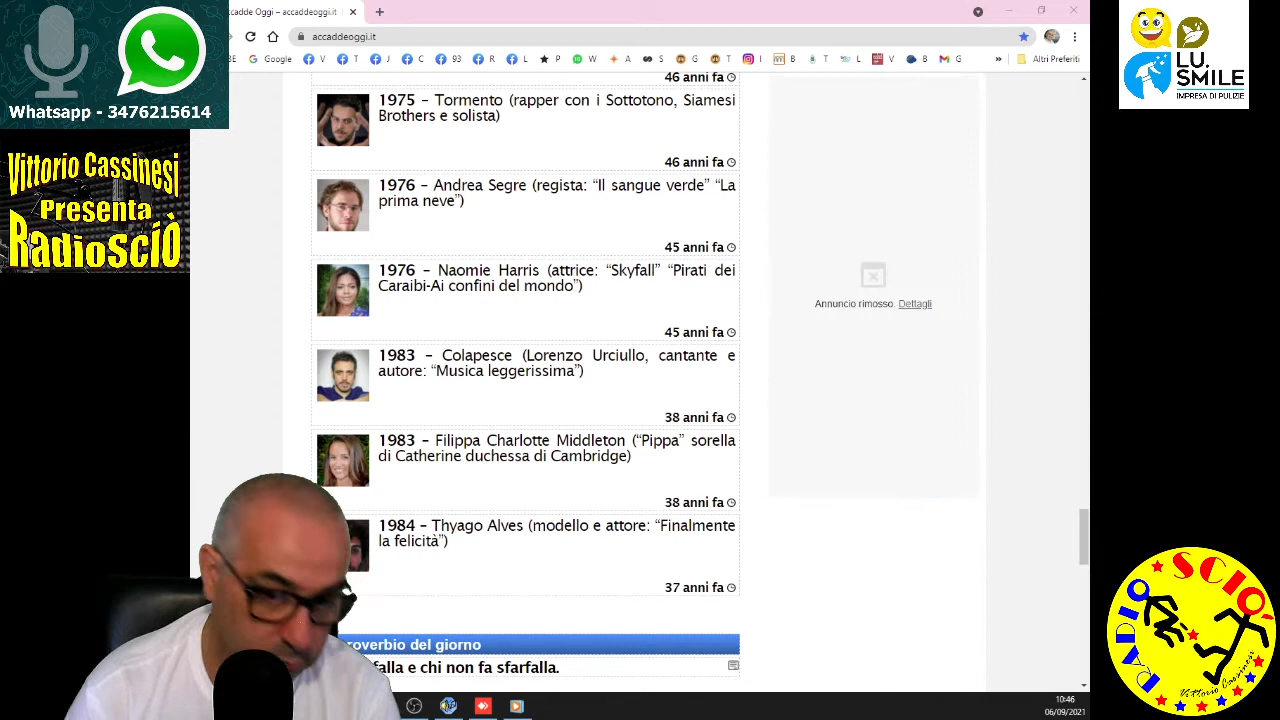 ccade Oggi – accaddeoggi.it
accaddeoggi.it
BE Google V T J C 93 R L P W S A S G T I B T L V B G Altri Preferiti
Whatsapp - 3476215614
Vittorio Cassinesi
Presenta
RadioSciò
LU.
SMILE
IMPRESA DI PULIZIE
46 anni fa
1975 – Tormento (rapper con i Sottotono, Siamesi
Brothers e solista)
46 anni fa
1976 – Andrea Segre (regista: “Il sangue verde” “La
prima neve”)
45 anni fa
1976 – Naomie Harris (attrice: “Skyfall” “Pirati dei
Caraibi-Ai confini del mondo”)
45 anni fa
1983 – Colapesce (Lorenzo Urciullo, cantante e
autore: “Musica leggerissima”)
38 anni fa
1983 – Filippa Charlotte Middleton (“Pippa” sorella
di Catherine duchessa di Cambridge)
38 anni fa
1984 – Thyago Alves (modello e attore: “Finalmente
la felicità”)
37 anni fa
Annuncio rimosso. Dettagli
roverbio del giorno
falla e chi non fa sfarfalla.
RADIO SCIO'
Vittorio Cassinesi
10:46
06/09/2021